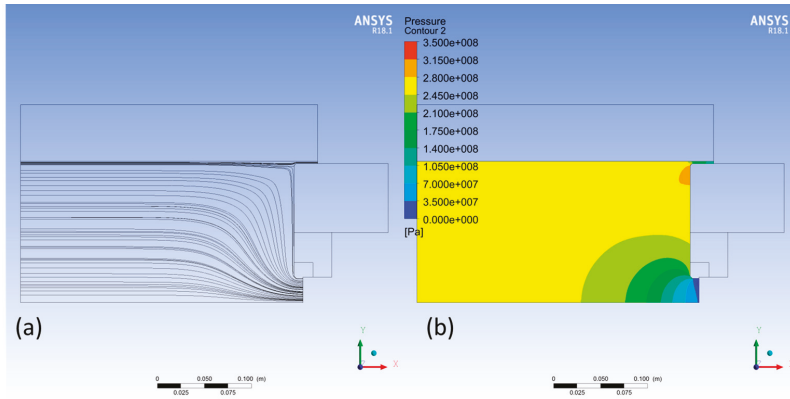 ANSYS
R18.1
(a)
Y
X
0
0.050
0.100 (m)
0.025
0.075
ANSYS
R18.1
Pressure
Contour 2
3.500e+008
3.150e+008
2.800e+008
2.450e+008
2.100e+008
1.750e+008
1.400e+008
1.050e+008
7.000e+007
3.500e+007
0.000e+000
[Pa]
(b)
Y
0
0.050
0.100 (m)
0.025
0.075